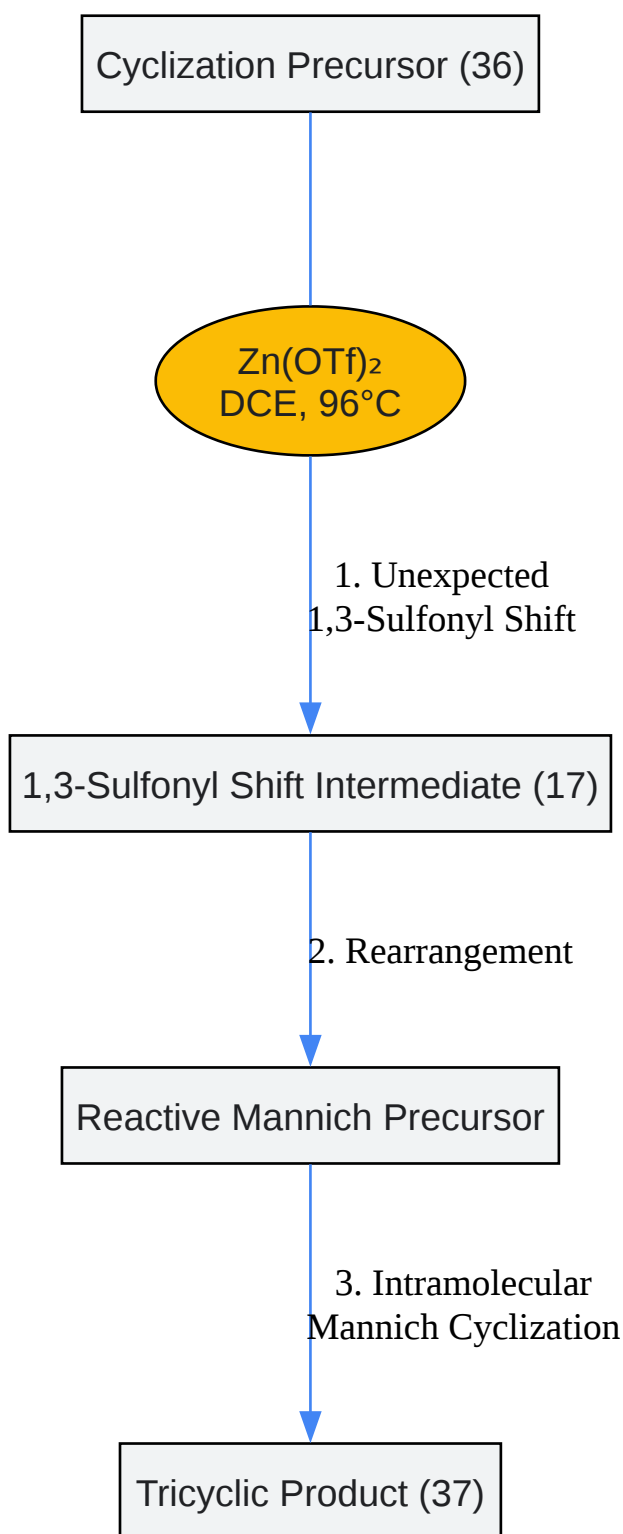 Cyclization Precursor (36)
Zn(OTf)₂
DCE, 96°C
1. Unexpected
1,3-Sulfonyl Shift
1,3-Sulfonyl Shift Intermediate (17)
2. Rearrangement
Reactive Mannich Precursor
3. Intramolecular
Mannich Cyclization
Tricyclic Product (37)